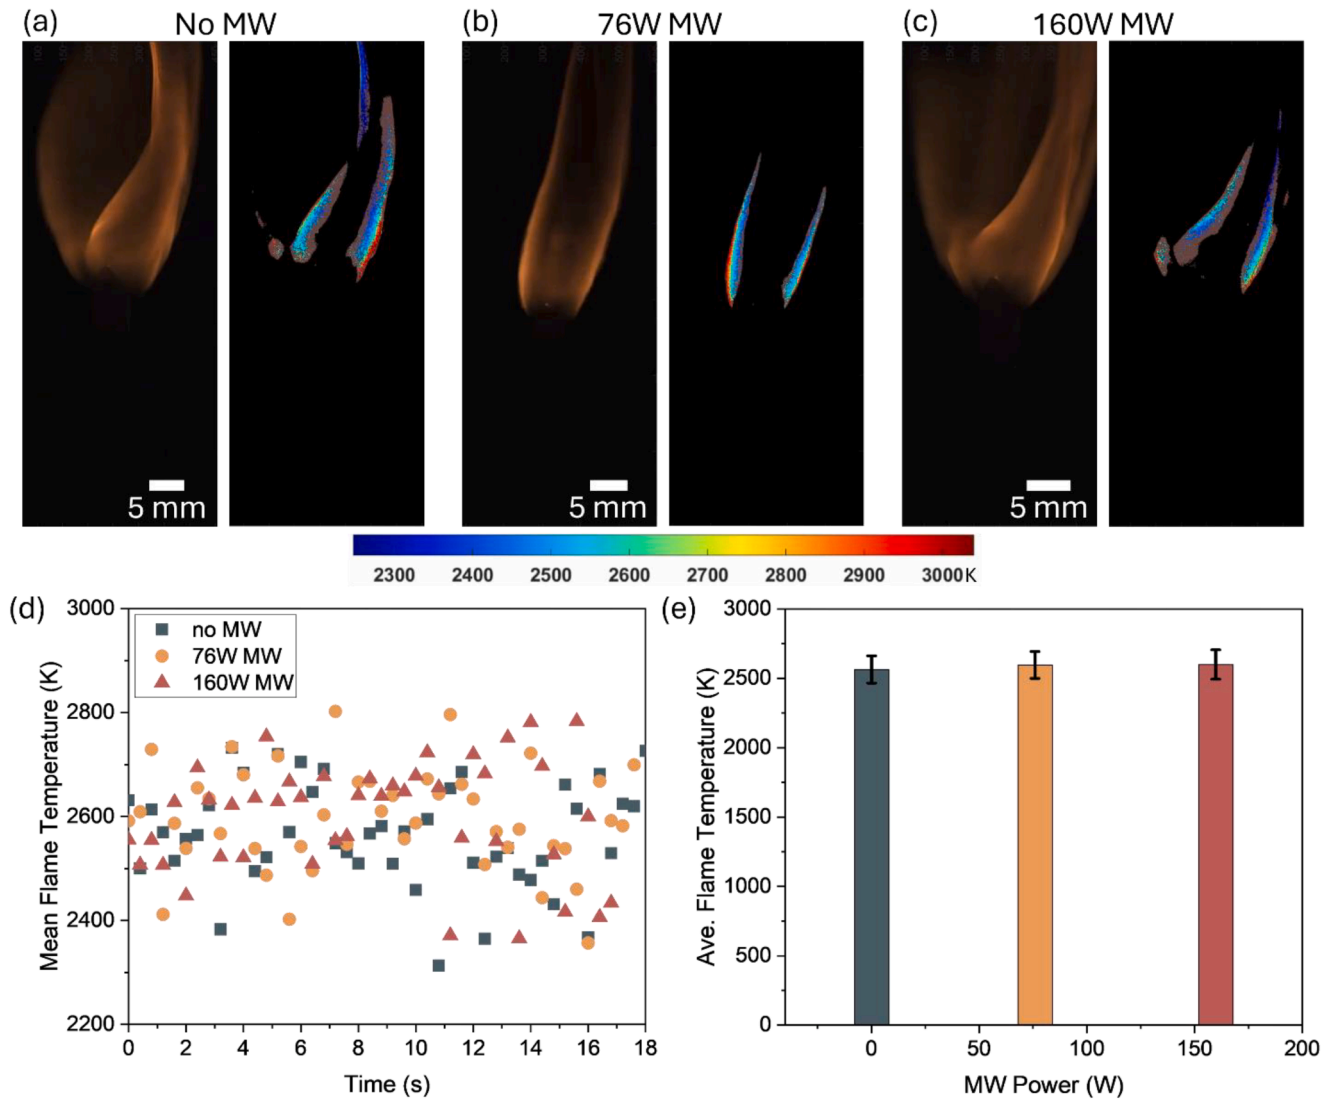 (a) No MW
(b) 76W MW
(c) 160W MW
5 mm
5 mm
5 mm
2300 2400 2500 2600 2700 2800 2900 3000K
(d)
3000
2800
2600
2400
2200
Mean Flame Temperature (K)
no MW
76W MW
160W MW
0 2 4 6 8 10 12 14 16 18
Time (s)
(e)
3000
2500
2000
1500
1000
500
0
Ave. Flame Temperature (K)
0 50 100 150 200
MW Power (W)